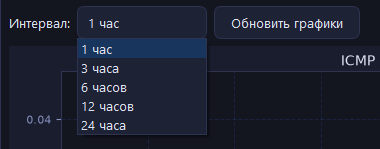 Интервал: 1 час Обновить графики
1 час
3 часа
6 часов
12 часов
24 часа
ICMP
0.04